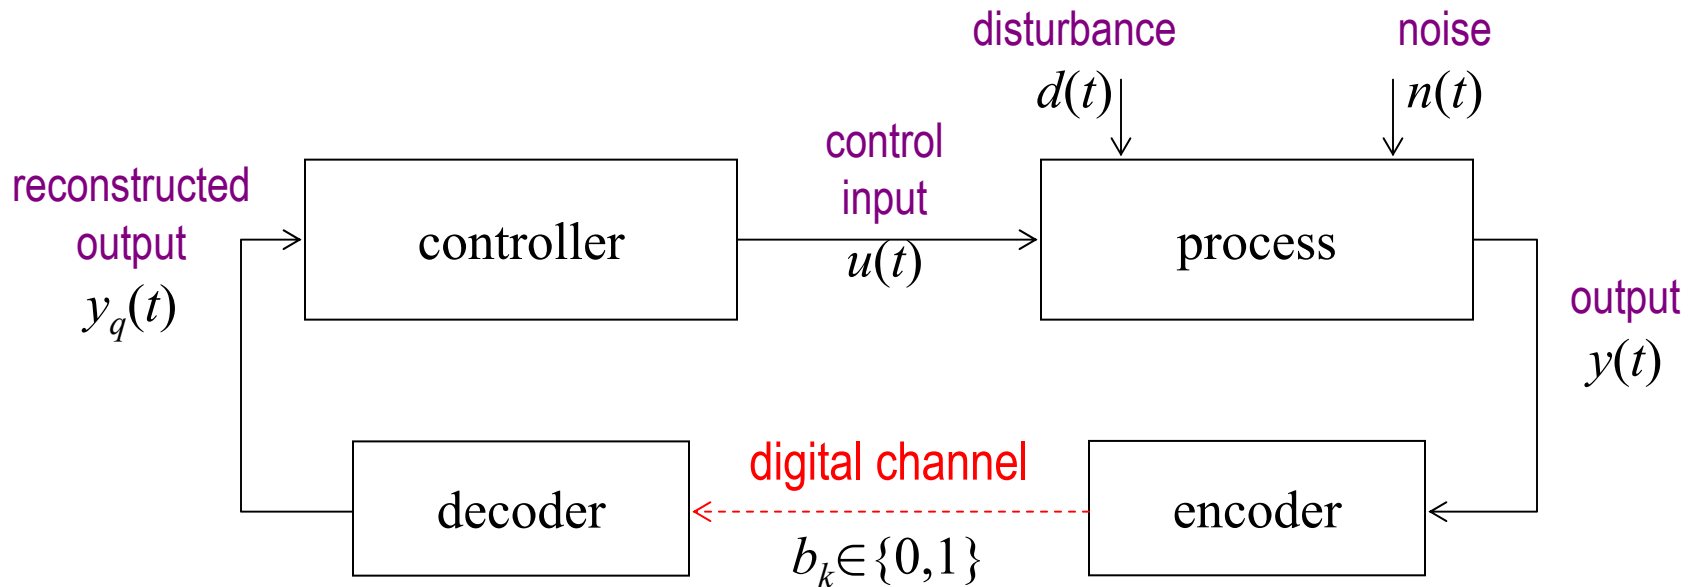 disturbance
d(t)
noise
n(t)
control
input
u(t)
reconstructed
output
y_q(t)
controller
process
output
y(t)
digital channel
b_k∈{0,1}
decoder
encoder